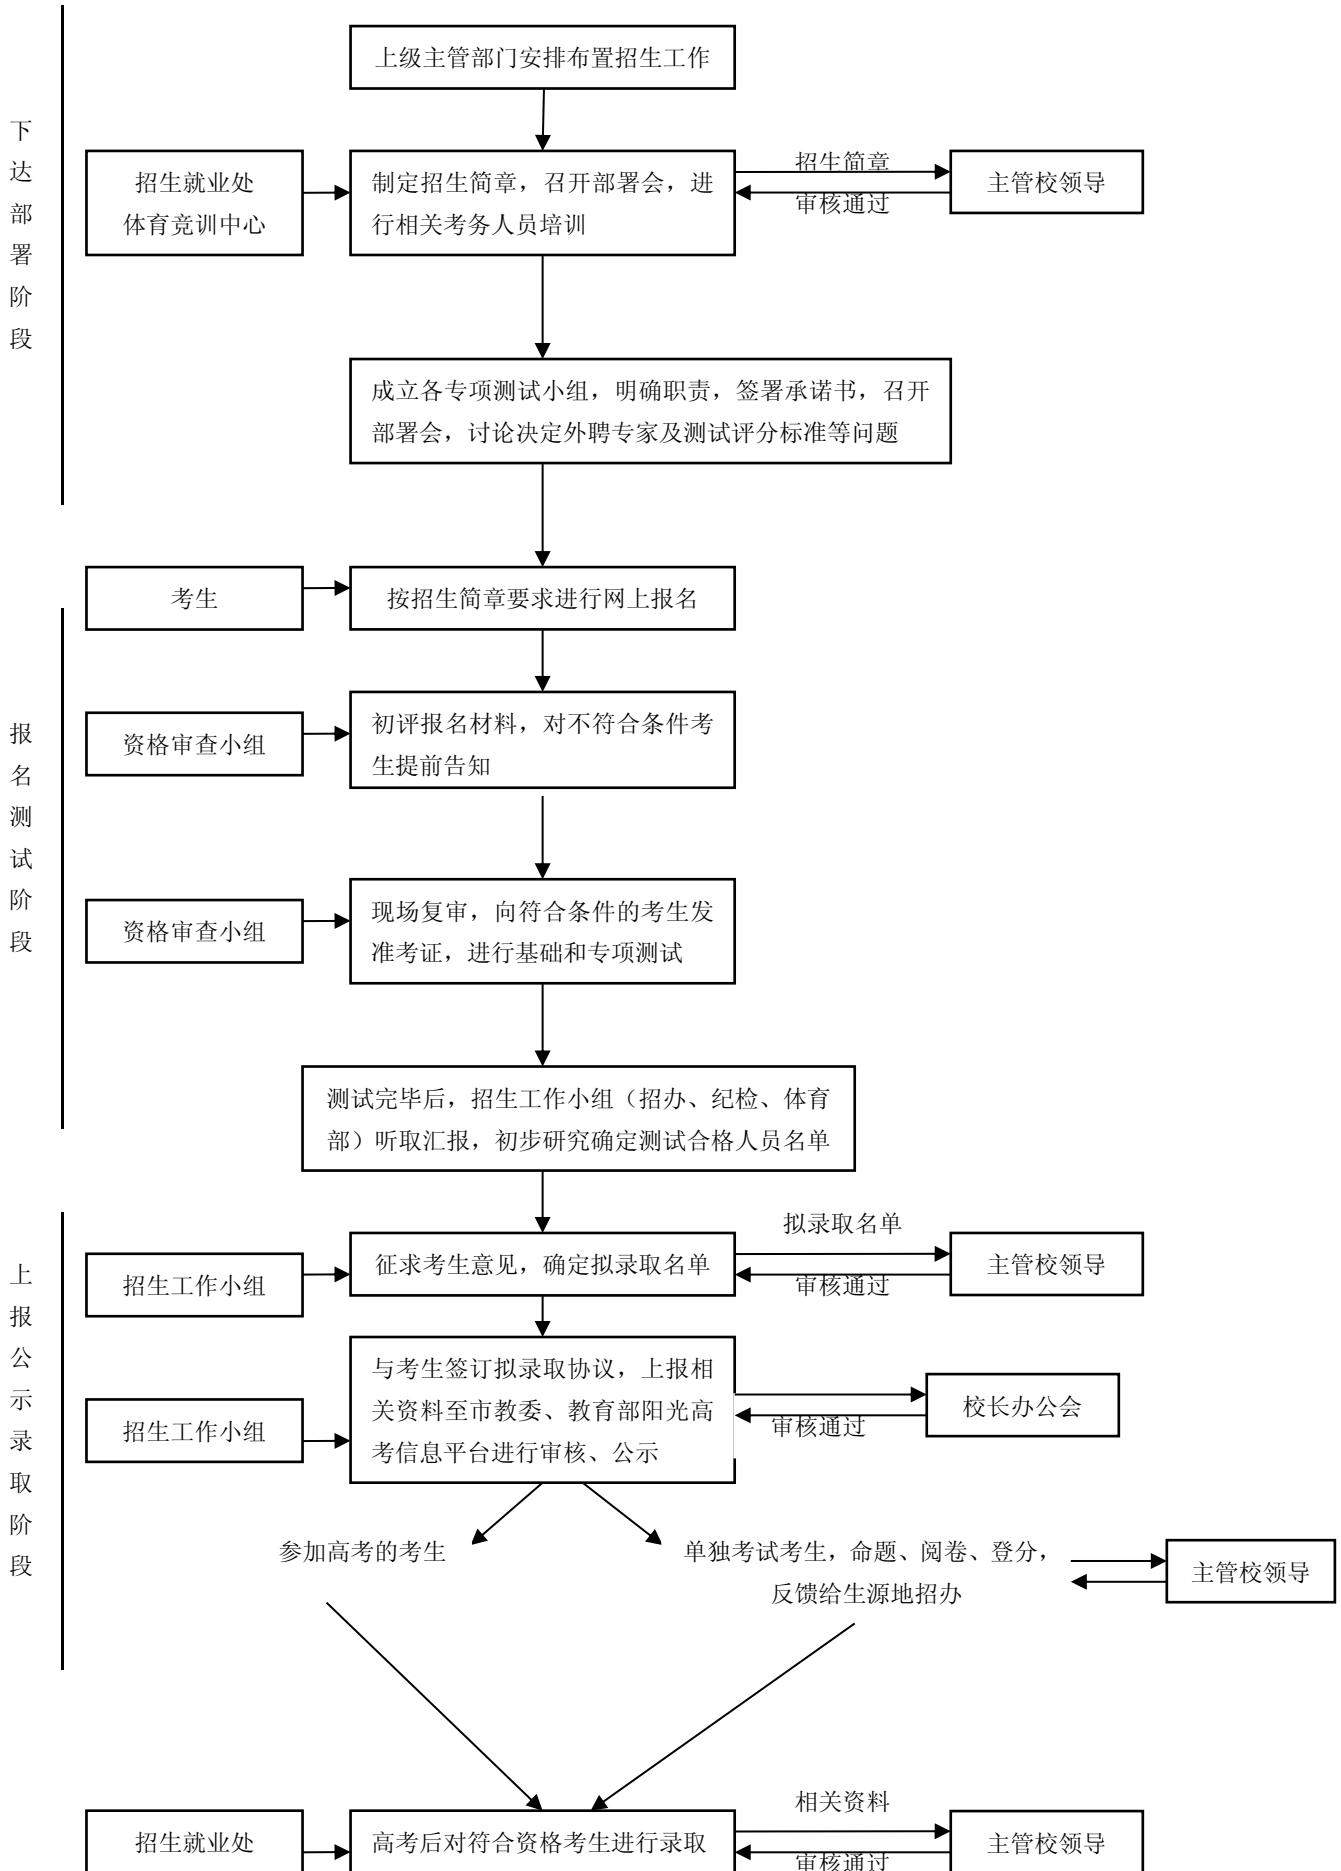 下达部署阶段
上级主管部门安排布置招生工作
招生就业处
体育竞训中心
制定招生简章，召开部署会，进
行相关考务人员培训
招生简章
审核通过
主管校领导
成立各专项测试小组，明确职责，签署承诺书，召开
部署会，讨论决定外聘专家及测试评分标准等问题
报名测试阶段
考生
按招生简章要求进行网上报名
资格审查小组
初评报名材料，对不符合条件考
生提前告知
资格审查小组
现场复审，向符合条件的考生发
准考证，进行基础和专项测试
测试完毕后，招生工作小组（招办、纪检、体育
部）听取汇报，初步研究确定测试合格人员名单
上报公示录取阶段
招生工作小组
征求考生意见，确定拟录取名单
拟录取名单
审核通过
主管校领导
招生工作小组
与考生签订拟录取协议，上报相
关资料至市教委、教育部阳光高
考信息平台进行审核、公示
审核通过
校长办公会
参加高考的考生
单独考试考生，命题、阅卷、登分，
反馈给生源地招办
主管校领导
招生就业处
高考后对符合资格考生进行录取
相关资料
审核通过
主管校领导